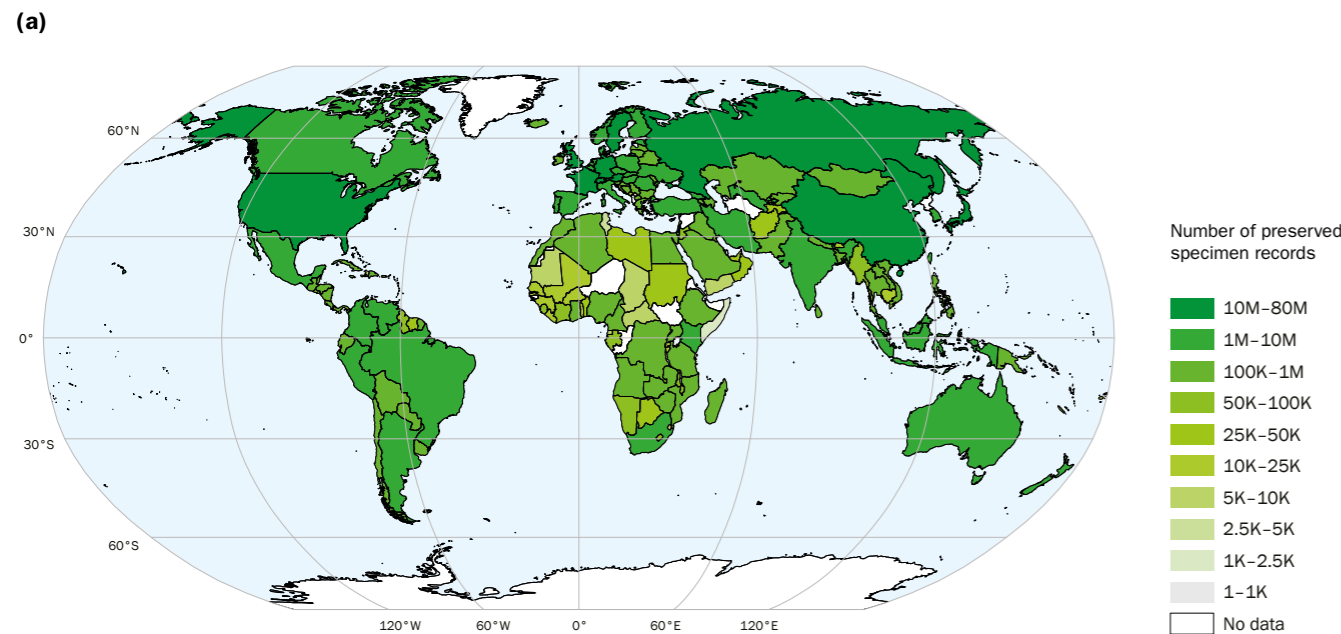 (a)
60°N
30°N
0°
30°S
60°S
120°W 60°W 0° 60°E 120°E
Number of preserved
specimen records
10M–80M
1M–10M
100K–1M
50K–100K
25K–50K
10K–25K
5K–10K
2.5K–5K
1K–2.5K
1–1K
No data